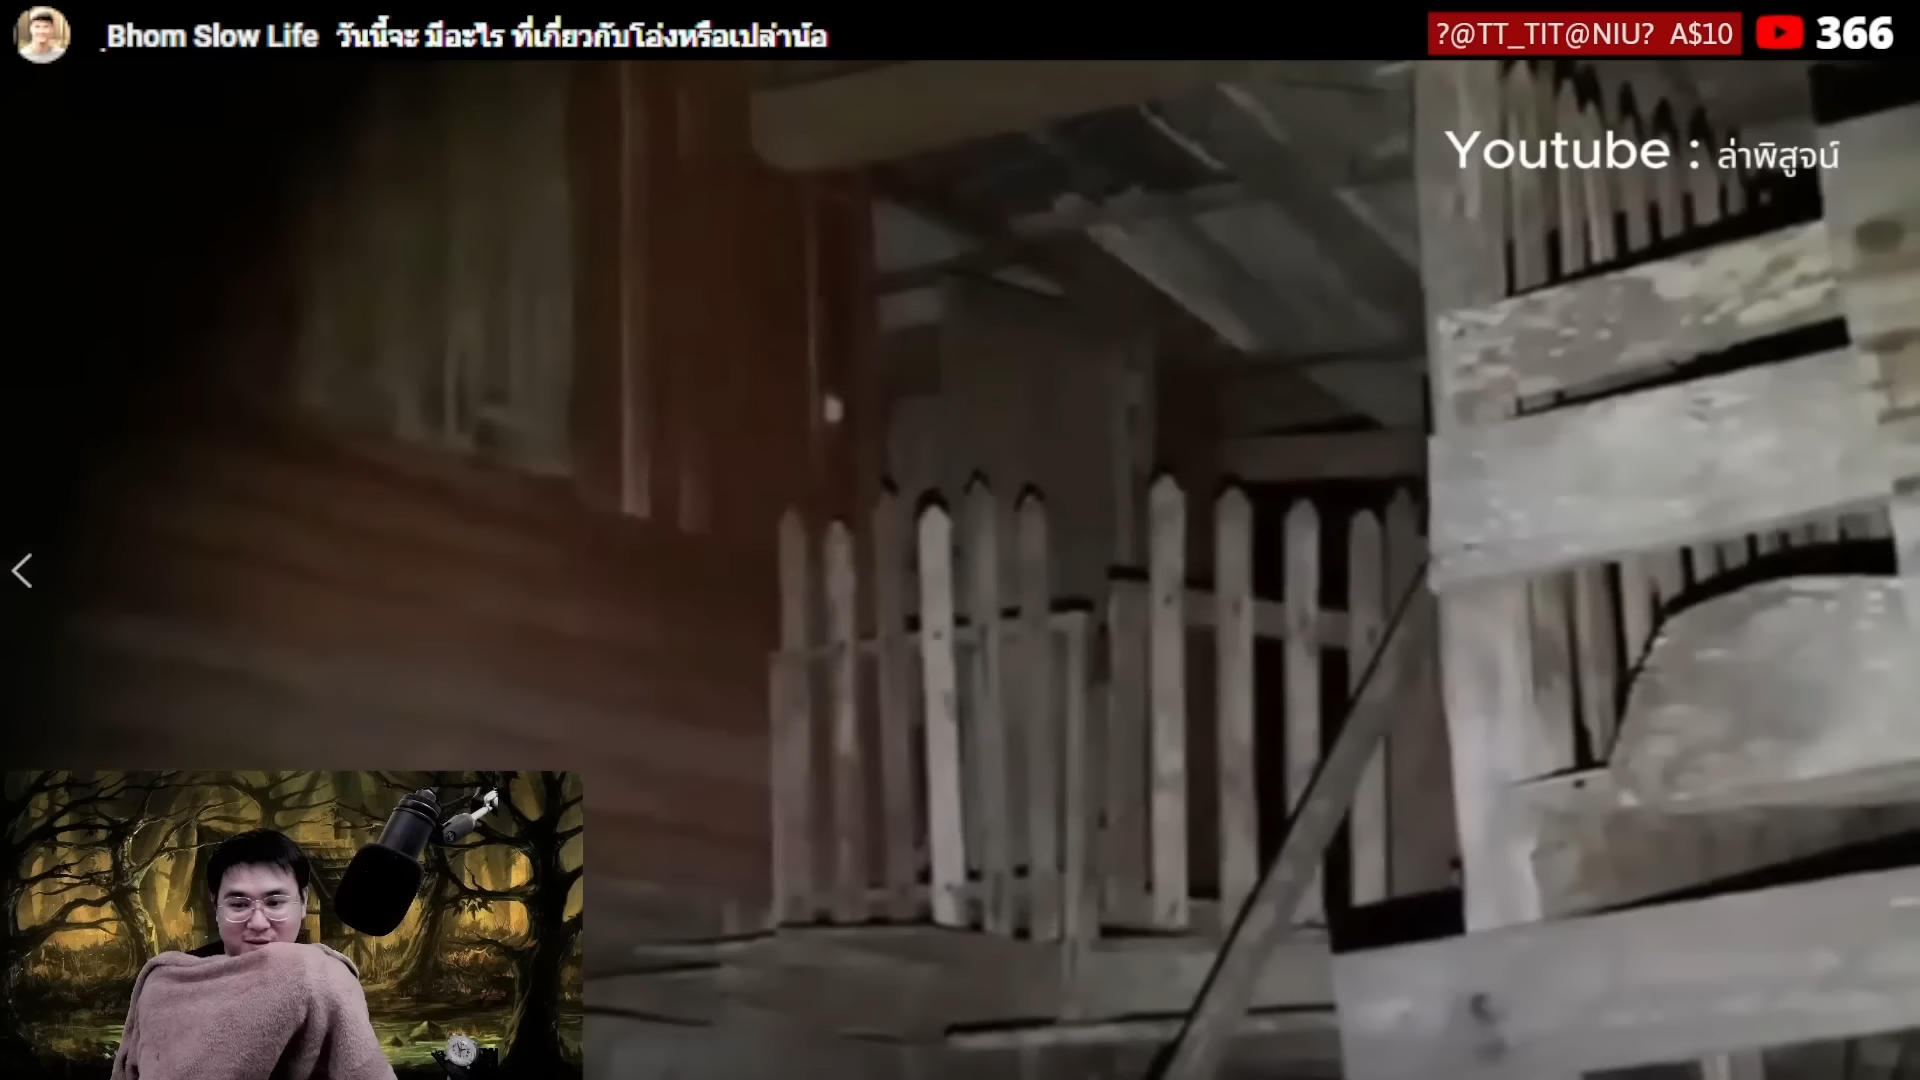 Bhom Slow Life วันนี้จะ มีอะไร ที่เกี่ยวกับโอ่งหรือเปล่าน้อ
?@TT_TIT@NIU? A$10
366
Youtube : ล่าพิสูจน์